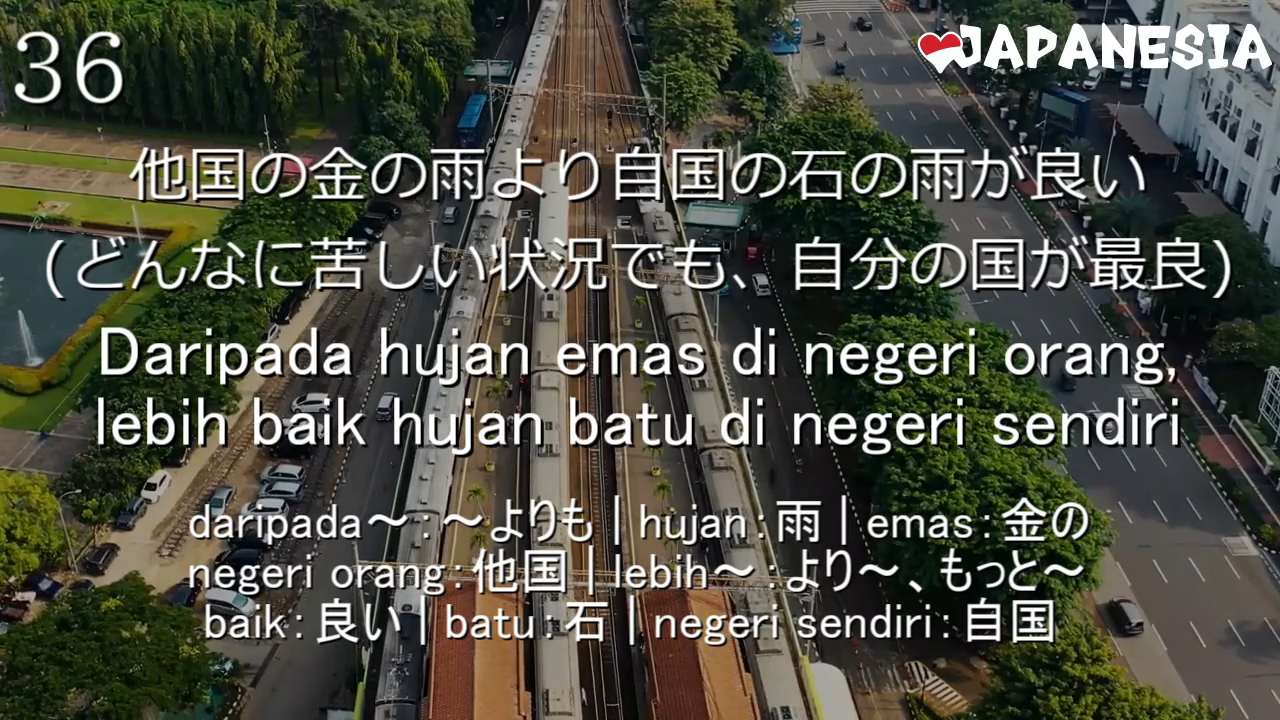 36
JAPANESIA
他国の金の雨より自国の石の雨が良い
(どんなに苦しい状況でも、自分の国が最良)
Daripada hujan emas di negeri orang,
lebih baik hujan batu di negeri sendiri
daripada～:～よりも | hujan:雨 | emas:金の
negeri orang:他国 | lebih～:より～、もっと～
baik:良い | batu:石 | negeri sendiri:自国